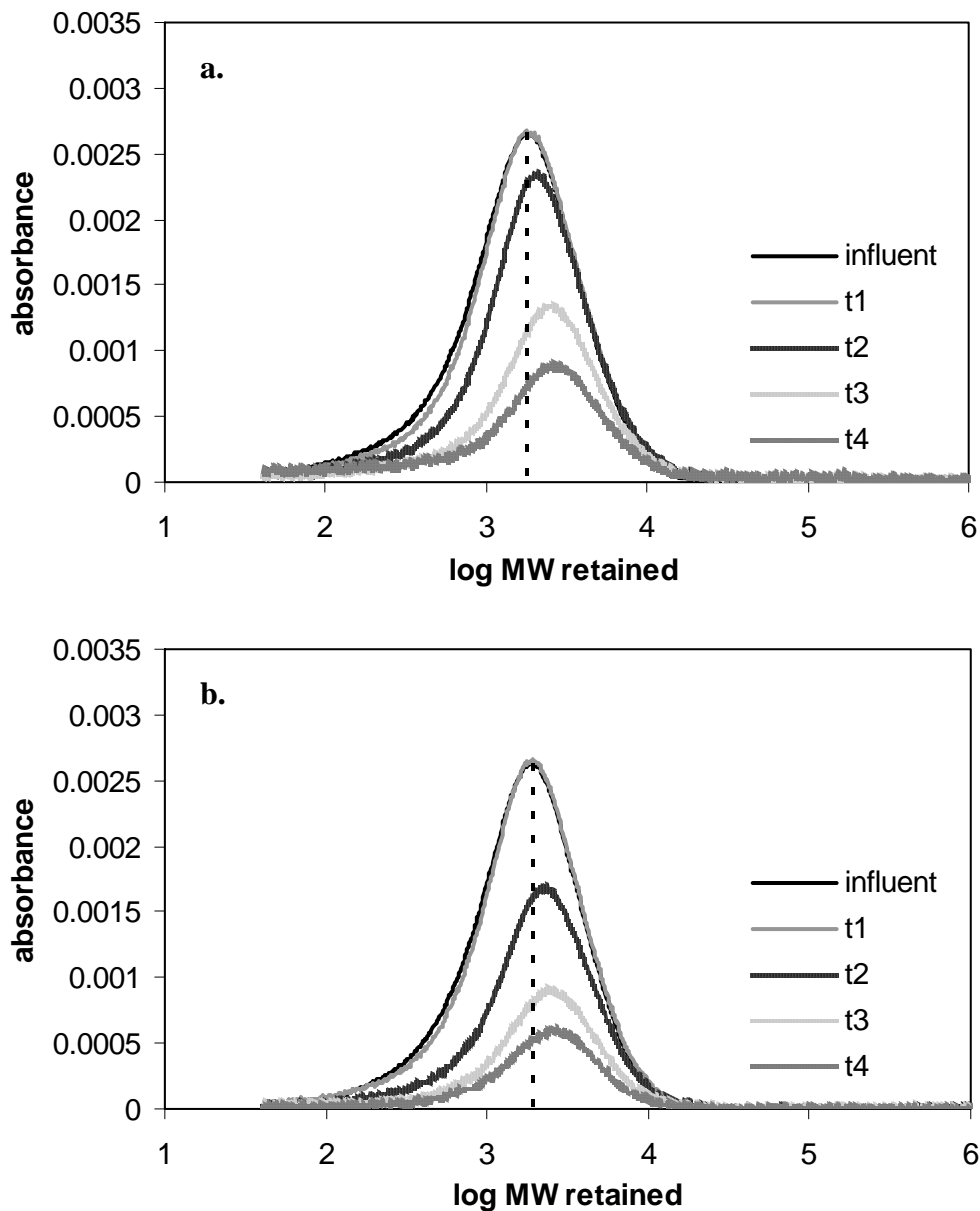 a.
absorbance
0.0035
0.003
0.0025
0.002
0.0015
0.001
0.0005
0
1 2 3 4 5 6
log MW retained
influent
t1
t2
t3
t4
b.
absorbance
0.0035
0.003
0.0025
0.002
0.0015
0.001
0.0005
0
1 2 3 4 5 6
log MW retained
influent
t1
t2
t3
t4